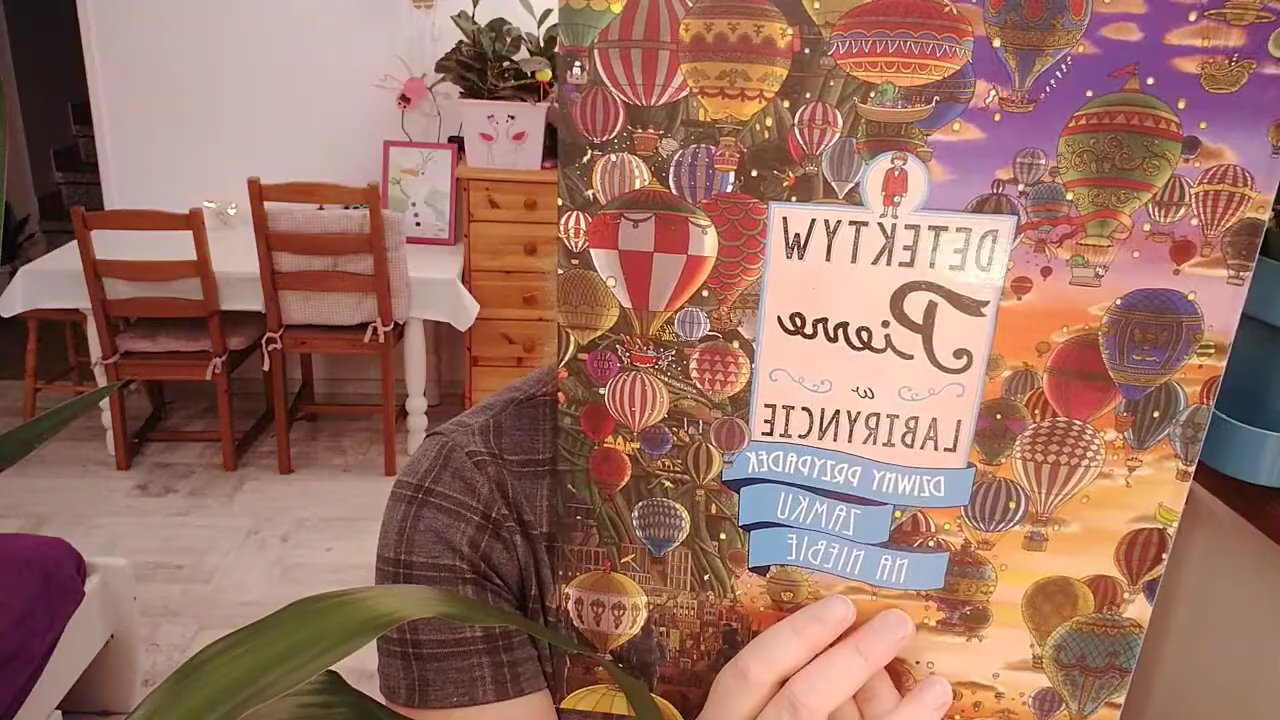 DETEKTYW
Pierre
w
LABIRYNCIE
DZIWNY PRZYPADEK
ZAMKU
NA NIEBIE